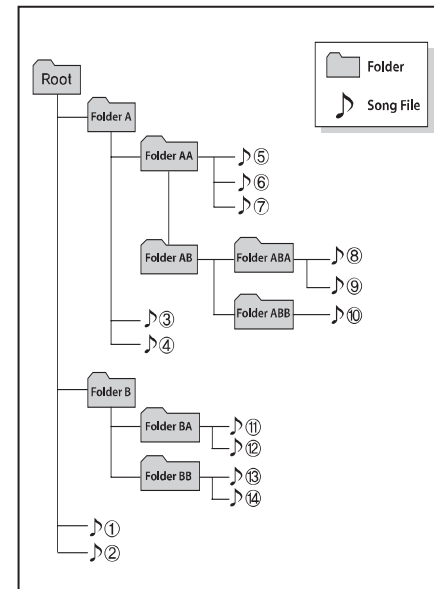 Root
Folder
Song File
Folder A
Folder AA
⑤
⑥
⑦
Folder AB
Folder ABA
⑧
⑨
Folder ABB
⑩
③
④
Folder B
Folder BA
⑪
⑫
Folder BB
⑬
⑭
①
②